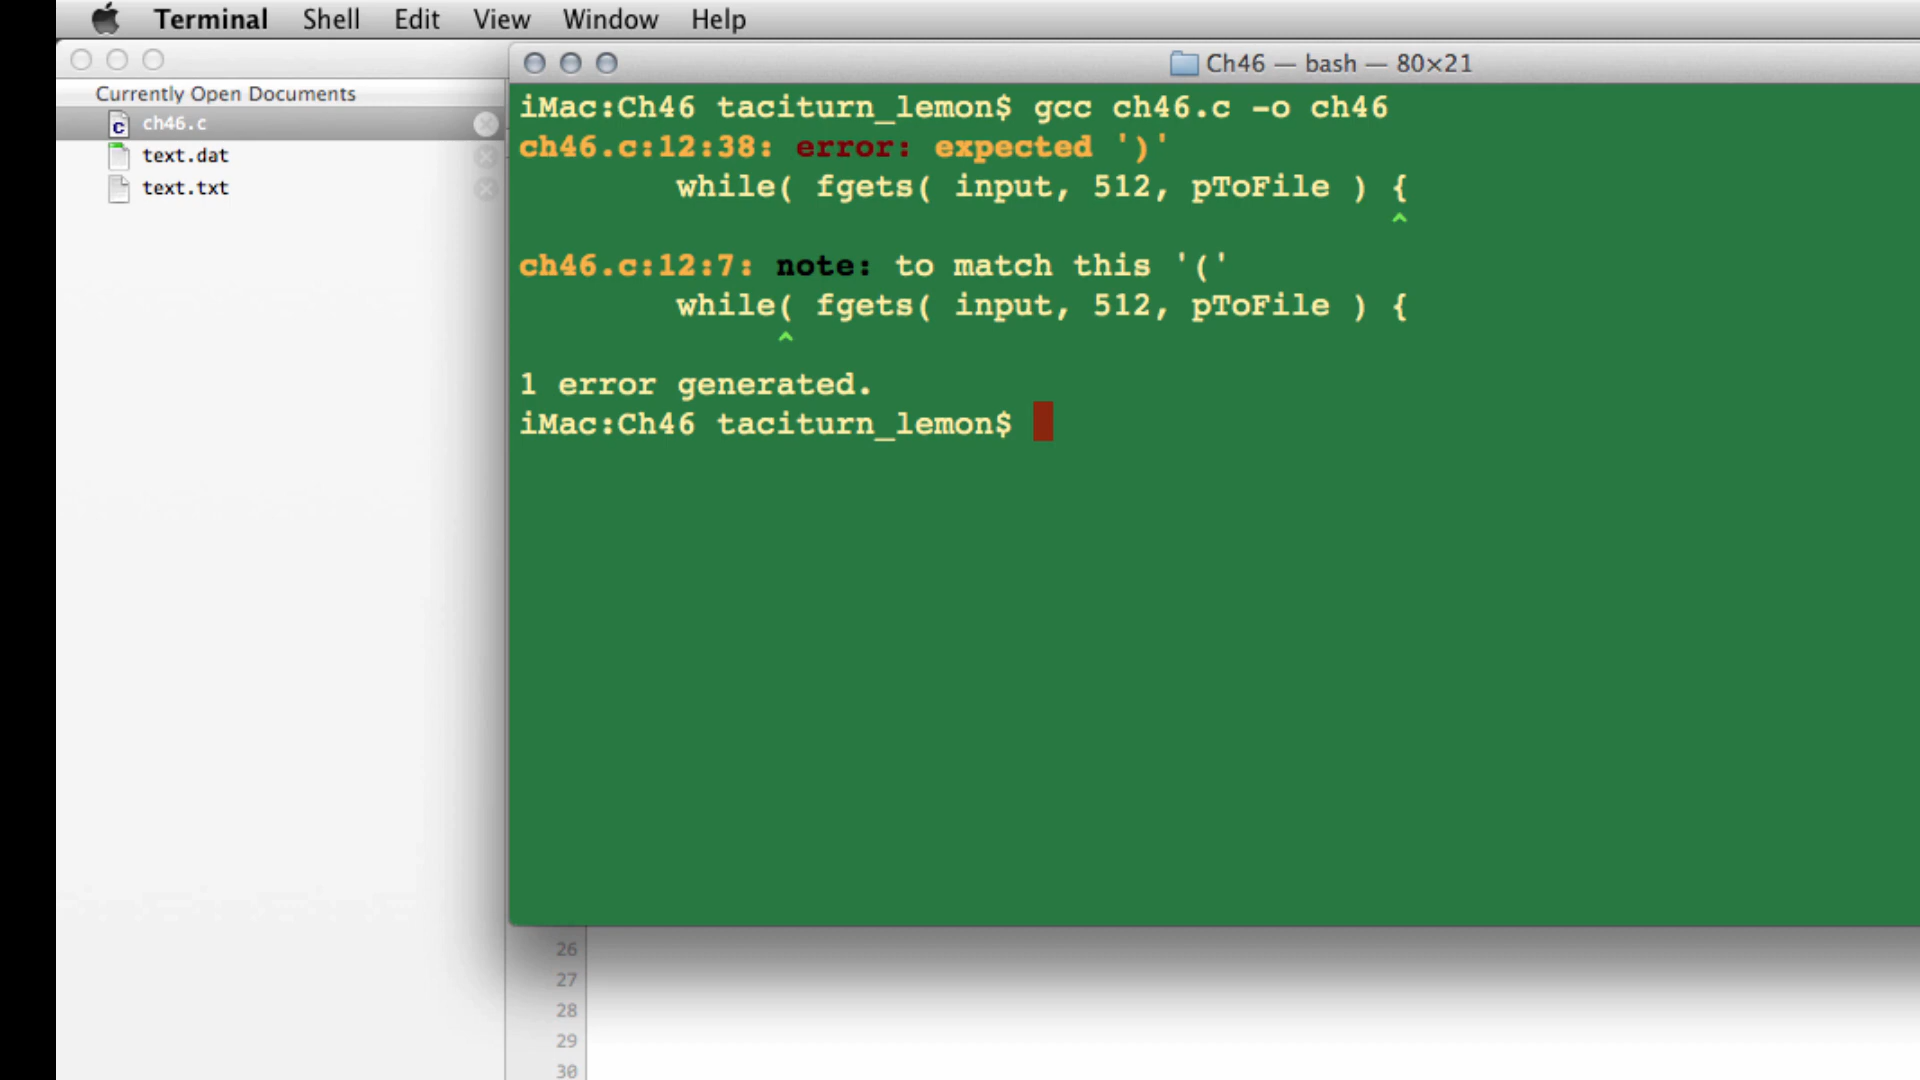 Terminal Shell Edit View Window Help
Ch46 — bash — 80×21
Currently Open Documents
ch46.c
text.dat
text.txt
iMac:Ch46 taciturn_lemon$ gcc ch46.c -o ch46
ch46.c:12:38: error: expected ')'
while( fgets( input, 512, pToFile ) {
^
ch46.c:12:7: note: to match this '('
while( fgets( input, 512, pToFile ) {
^
1 error generated.
iMac:Ch46 taciturn_lemon$
26
27
28
29
30